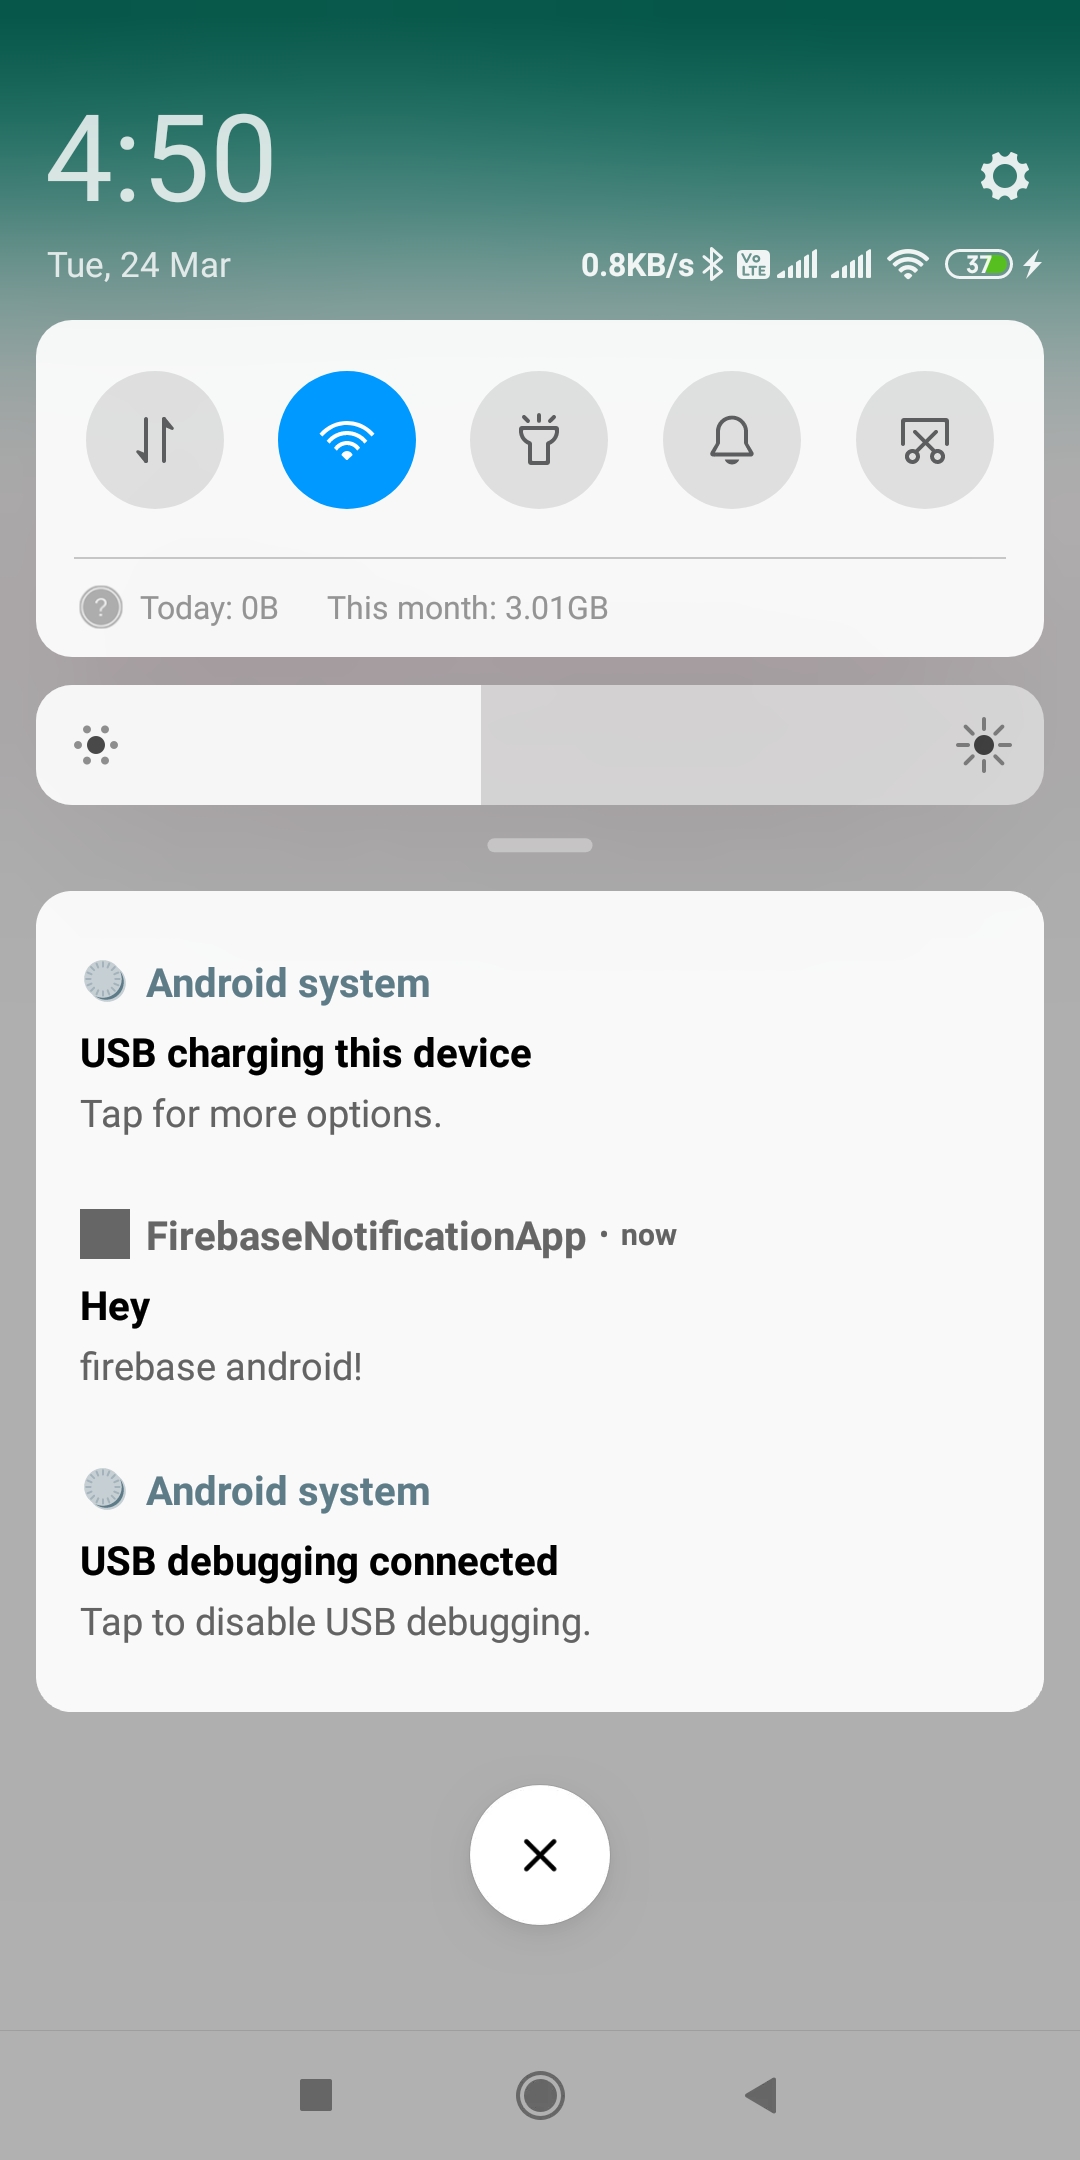 4:50
Tue, 24 Mar
0.8KB/s Vo LTE 37
? Today: 0B This month: 3.01GB
Android system
USB charging this device
Tap for more options.
FirebaseNotificationApp · now
Hey
firebase android!
Android system
USB debugging connected
Tap to disable USB debugging.